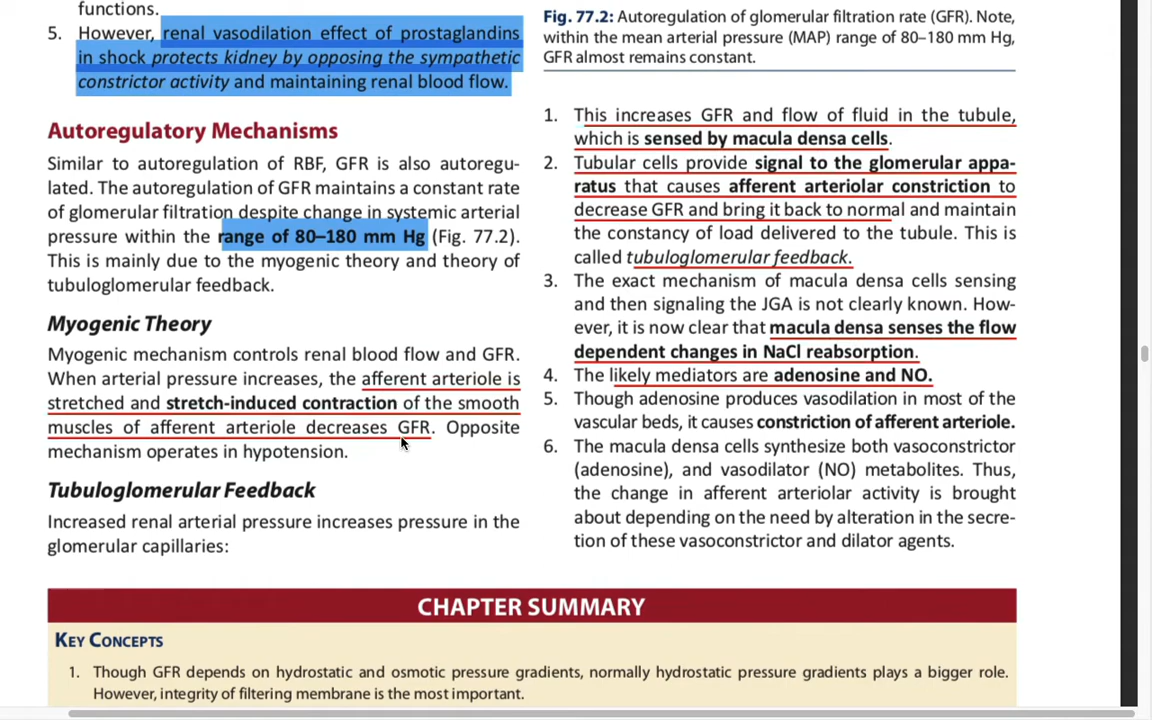 functions.
5. However, renal vasodilation effect of prostaglandins
in shock protects kidney by opposing the sympathetic
constrictor activity and maintaining renal blood flow.
Autoregulatory Mechanisms
Similar to autoregulation of RBF, GFR is also autoregu-
lated. The autoregulation of GFR maintains a constant rate
of glomerular filtration despite change in systemic arterial
pressure within the range of 80–180 mm Hg (Fig. 77.2).
This is mainly due to the myogenic theory and theory of
tubuloglomerular feedback.
Myogenic Theory
Myogenic mechanism controls renal blood flow and GFR.
When arterial pressure increases, the afferent arteriole is
stretched and stretch-induced contraction of the smooth
muscles of afferent arteriole decreases GFR. Opposite
mechanism operates in hypotension.
Tubuloglomerular Feedback
Increased renal arterial pressure increases pressure in the
glomerular capillaries:
Fig. 77.2: Autoregulation of glomerular filtration rate (GFR). Note,
within the mean arterial pressure (MAP) range of 80–180 mm Hg,
GFR almost remains constant.
1. This increases GFR and flow of fluid in the tubule,
which is sensed by macula densa cells.
2. Tubular cells provide signal to the glomerular appa-
ratus that causes afferent arteriolar constriction to
decrease GFR and bring it back to normal and maintain
the constancy of load delivered to the tubule. This is
called tubuloglomerular feedback.
3. The exact mechanism of macula densa cells sensing
and then signaling the JGA is not clearly known. How-
ever, it is now clear that macula densa senses the flow
dependent changes in NaCl reabsorption.
4. The likely mediators are adenosine and NO.
5. Though adenosine produces vasodilation in most of the
vascular beds, it causes constriction of afferent arteriole.
6. The macula densa cells synthesize both vasoconstrictor
(adenosine), and vasodilator (NO) metabolites. Thus,
the change in afferent arteriolar activity is brought
about depending on the need by alteration in the secre-
tion of these vasoconstrictor and dilator agents.
CHAPTER SUMMARY
KEY CONCEPTS
1. Though GFR depends on hydrostatic and osmotic pressure gradients, normally hydrostatic pressure gradients plays a bigger role.
However, integrity of filtering membrane is the most important.